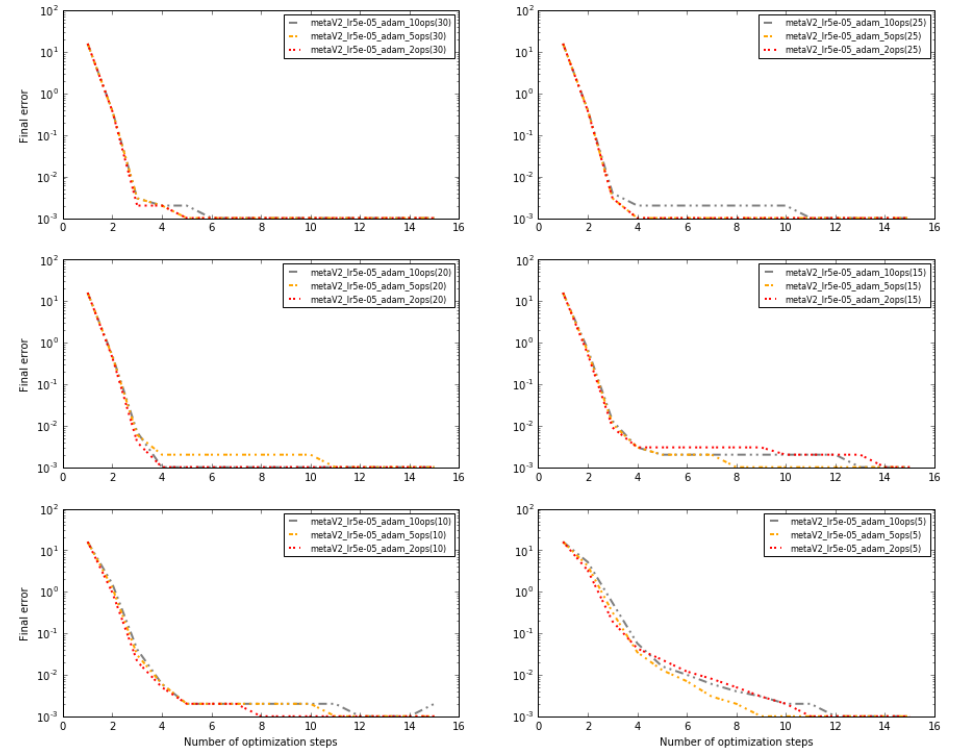 10^2
10^1
10^0
10^-1
10^-2
10^-3
Final error
0 2 4 6 8 10 12 14 16
metaV2_lr5e-05_adam_10ops(30)
metaV2_lr5e-05_adam_5ops(30)
metaV2_lr5e-05_adam_2ops(30)
10^2
10^1
10^0
10^-1
10^-2
10^-3
0 2 4 6 8 10 12 14 16
metaV2_lr5e-05_adam_10ops(25)
metaV2_lr5e-05_adam_5ops(25)
metaV2_lr5e-05_adam_2ops(25)
10^2
10^1
10^0
10^-1
10^-2
10^-3
Final error
0 2 4 6 8 10 12 14 16
metaV2_lr5e-05_adam_10ops(20)
metaV2_lr5e-05_adam_5ops(20)
metaV2_lr5e-05_adam_2ops(20)
10^2
10^1
10^0
10^-1
10^-2
10^-3
0 2 4 6 8 10 12 14 16
metaV2_lr5e-05_adam_10ops(15)
metaV2_lr5e-05_adam_5ops(15)
metaV2_lr5e-05_adam_2ops(15)
10^2
10^1
10^0
10^-1
10^-2
10^-3
Final error
0 2 4 6 8 10 12 14 16
Number of optimization steps
metaV2_lr5e-05_adam_10ops(10)
metaV2_lr5e-05_adam_5ops(10)
metaV2_lr5e-05_adam_2ops(10)
10^2
10^1
10^0
10^-1
10^-2
10^-3
0 2 4 6 8 10 12 14 16
Number of optimization steps
metaV2_lr5e-05_adam_10ops(5)
metaV2_lr5e-05_adam_5ops(5)
metaV2_lr5e-05_adam_2ops(5)